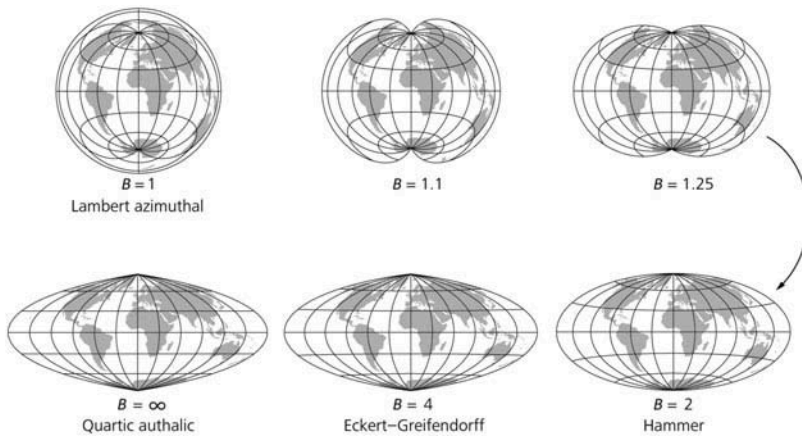 B = 1
Lambert azimuthal
B = 1.1
B = 1.25
B = ∞
Quartic authalic
B = 4
Eckert–Greifendorff
B = 2
Hammer